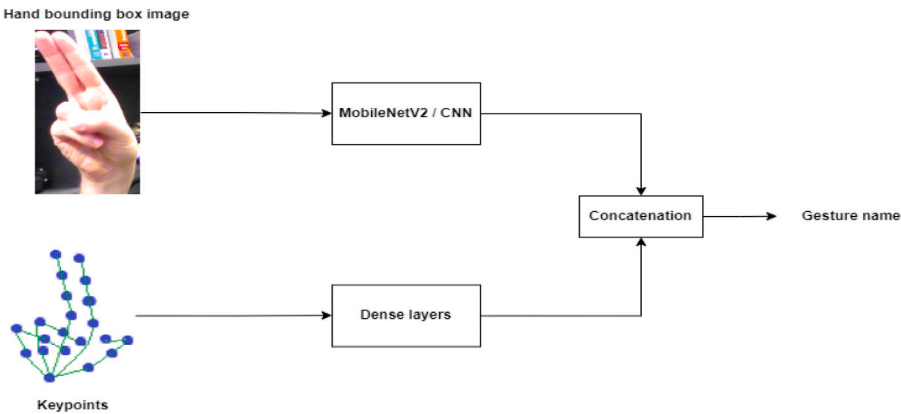 Hand bounding box image
MobileNetV2 / CNN
Concatenation
Gesture name
Dense layers
Keypoints